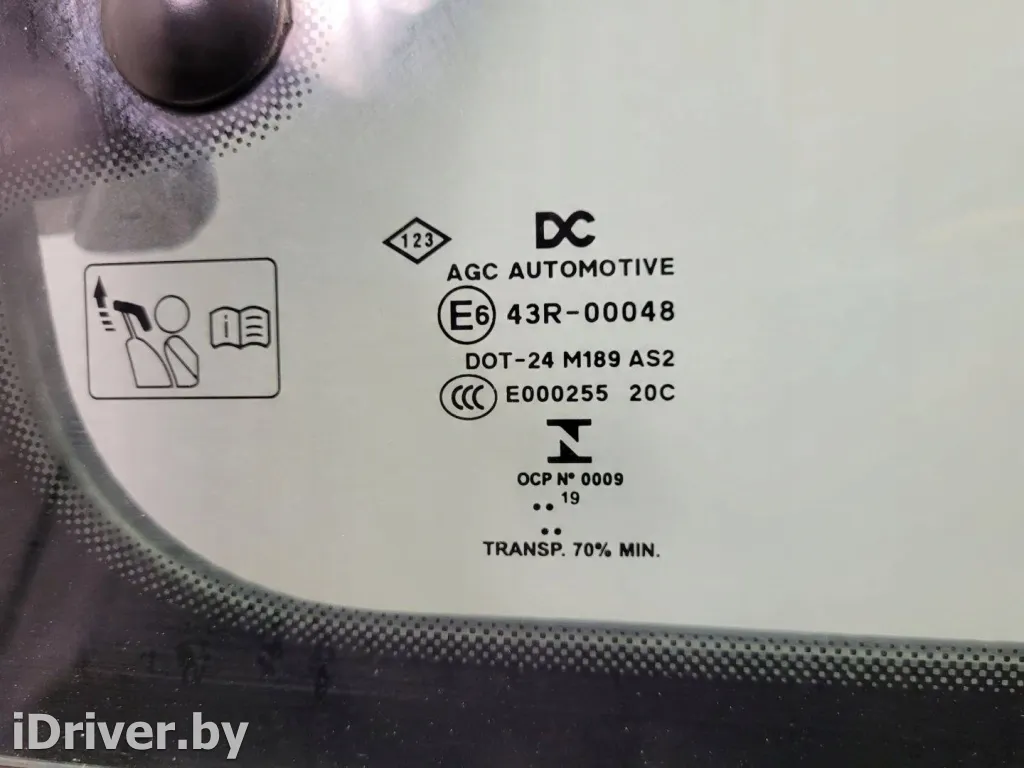 123
DC
AGC AUTOMOTIVE
E6 43R-00048
DOT-24 M189 AS2
CCC E000255 20C
i
N
OCP Nº 0009
.. 19
..
TRANSP. 70% MIN.
iDriver.by